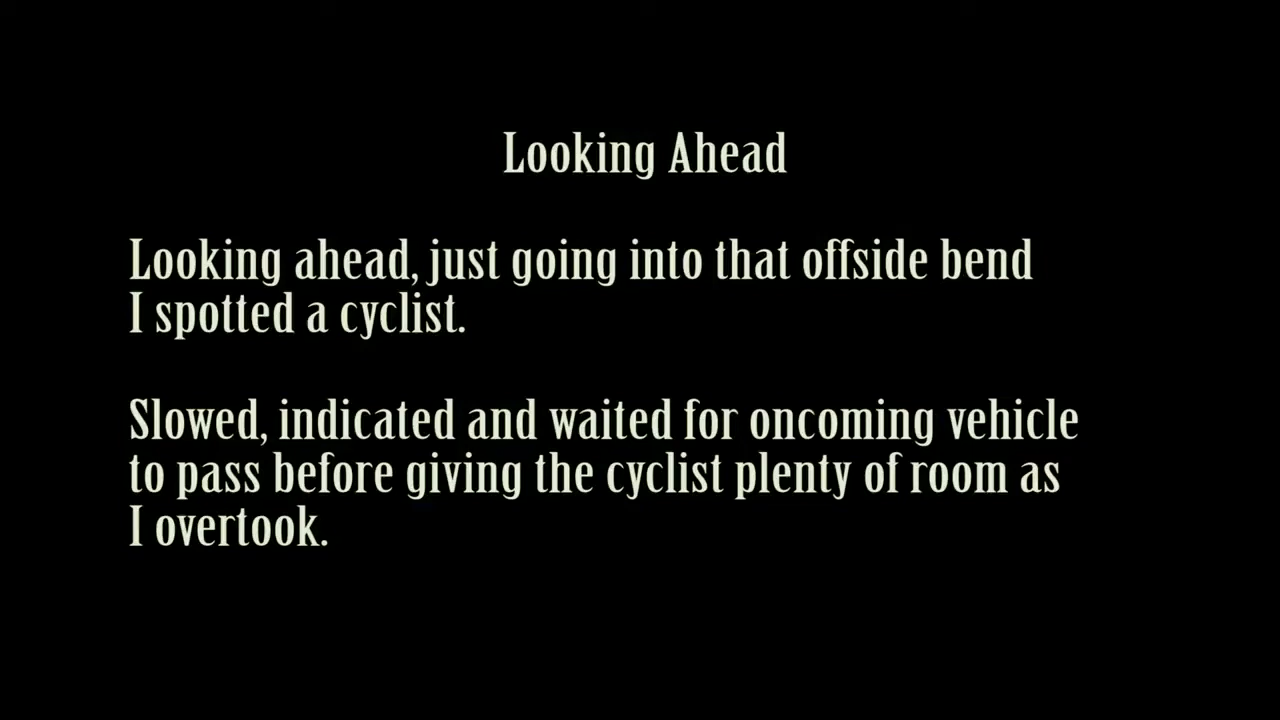 Looking Ahead
Looking ahead, just going into that offside bend
I spotted a cyclist.
Slowed, indicated and waited for oncoming vehicle
to pass before giving the cyclist plenty of room as
I overtook.